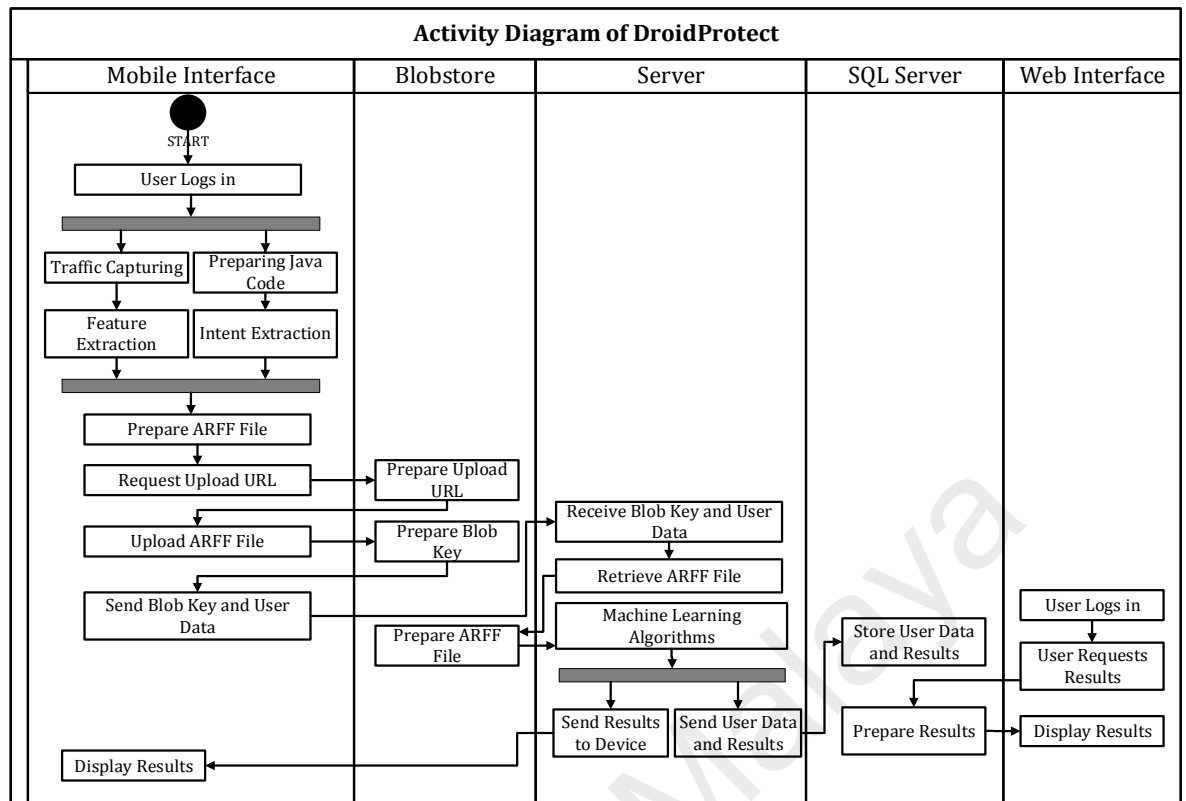 Activity Diagram of DroidProtect
Mobile Interface
Blobstore
Server
SQL Server
Web Interface
START
User Logs in
Traffic Capturing
Preparing Java
Code
Feature
Extraction
Intent Extraction
Prepare ARFF File
Request Upload URL
Prepare Upload
URL
Upload ARFF File
Prepare Blob
Key
Send Blob Key and User
Data
Receive Blob Key and User
Data
Retrieve ARFF File
Prepare ARFF
File
Machine Learning
Algorithms
Send Results
to Device
Send User Data
and Results
Display Results
Store User Data
and Results
Prepare Results
User Logs in
User Requests
Results
Display Results
Malaya